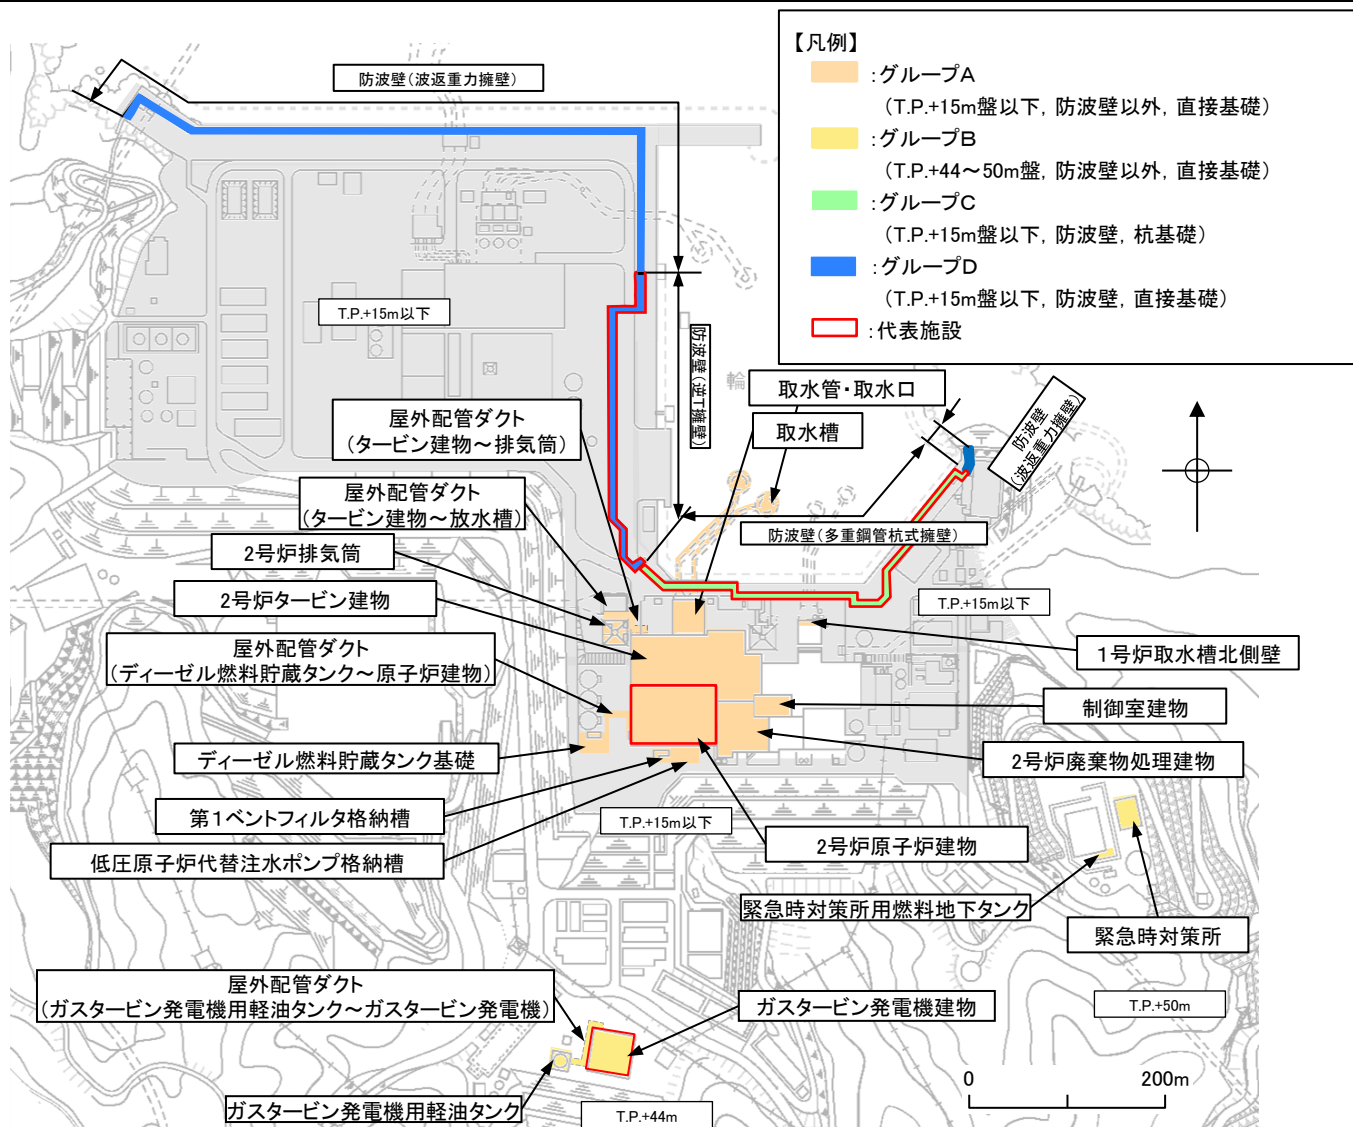 【凡例】
:グループA
(T.P.+15m盤以下, 防波壁以外, 直接基礎)
:グループB
(T.P.+44～50m盤, 防波壁以外, 直接基礎)
:グループC
(T.P.+15m盤以下, 防波壁, 杭基礎)
:グループD
(T.P.+15m盤以下, 防波壁, 直接基礎)
:代表施設
防波壁(波返重力擁壁)
T.P.+15m以下
防波壁(逆T擁壁)
輪
取水管・取水口
取水槽
防波壁
(波返重力擁壁)
屋外配管ダクト
(タービン建物～排気筒)
屋外配管ダクト
(タービン建物～放水槽)
防波壁(多重鋼管杭式擁壁)
2号炉排気筒
2号炉タービン建物
T.P.+15m以下
屋外配管ダクト
(ディーゼル燃料貯蔵タンク～原子炉建物)
1号炉取水槽北側壁
制御室建物
ディーゼル燃料貯蔵タンク基礎
2号炉廃棄物処理建物
第1ベントフィルタ格納槽
T.P.+15m以下
2号炉原子炉建物
低圧原子炉代替注水ポンプ格納槽
緊急時対策所用燃料地下タンク
緊急時対策所
屋外配管ダクト
(ガスタービン発電機用軽油タンク～ガスタービン発電機)
ガスタービン発電機建物
T.P.+50m
0 200m
ガスタービン発電機用軽油タンク
T.P.+44m